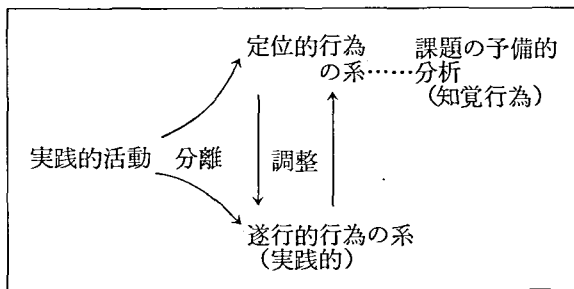 定位的行為
の系……
課題の予備的
分析
(知覚行為)
実践的活動 分離
調整
遂行的行為の系
(実践的)